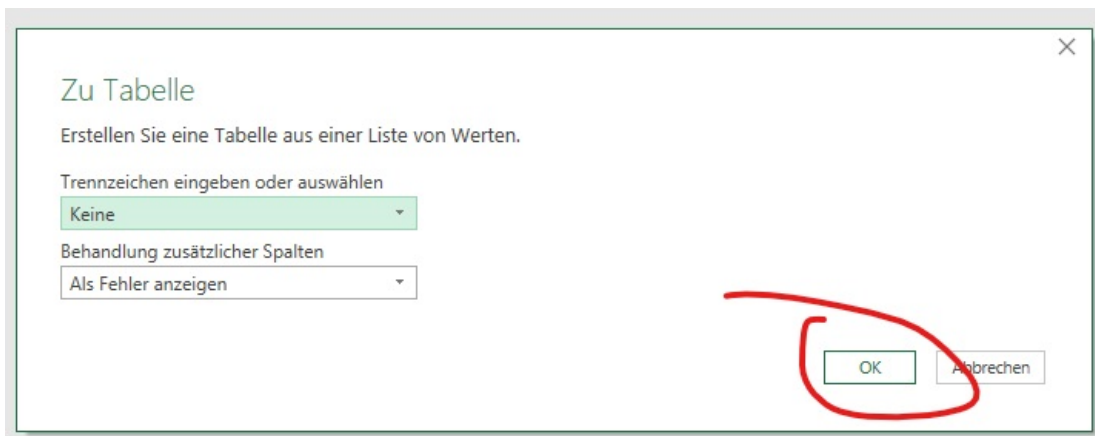 Zu Tabelle
Erstellen Sie eine Tabelle aus einer Liste von Werten.
Trennzeichen eingeben oder auswählen
Keine
Behandlung zusätzlicher Spalten
Als Fehler anzeigen
OK
Abbrechen